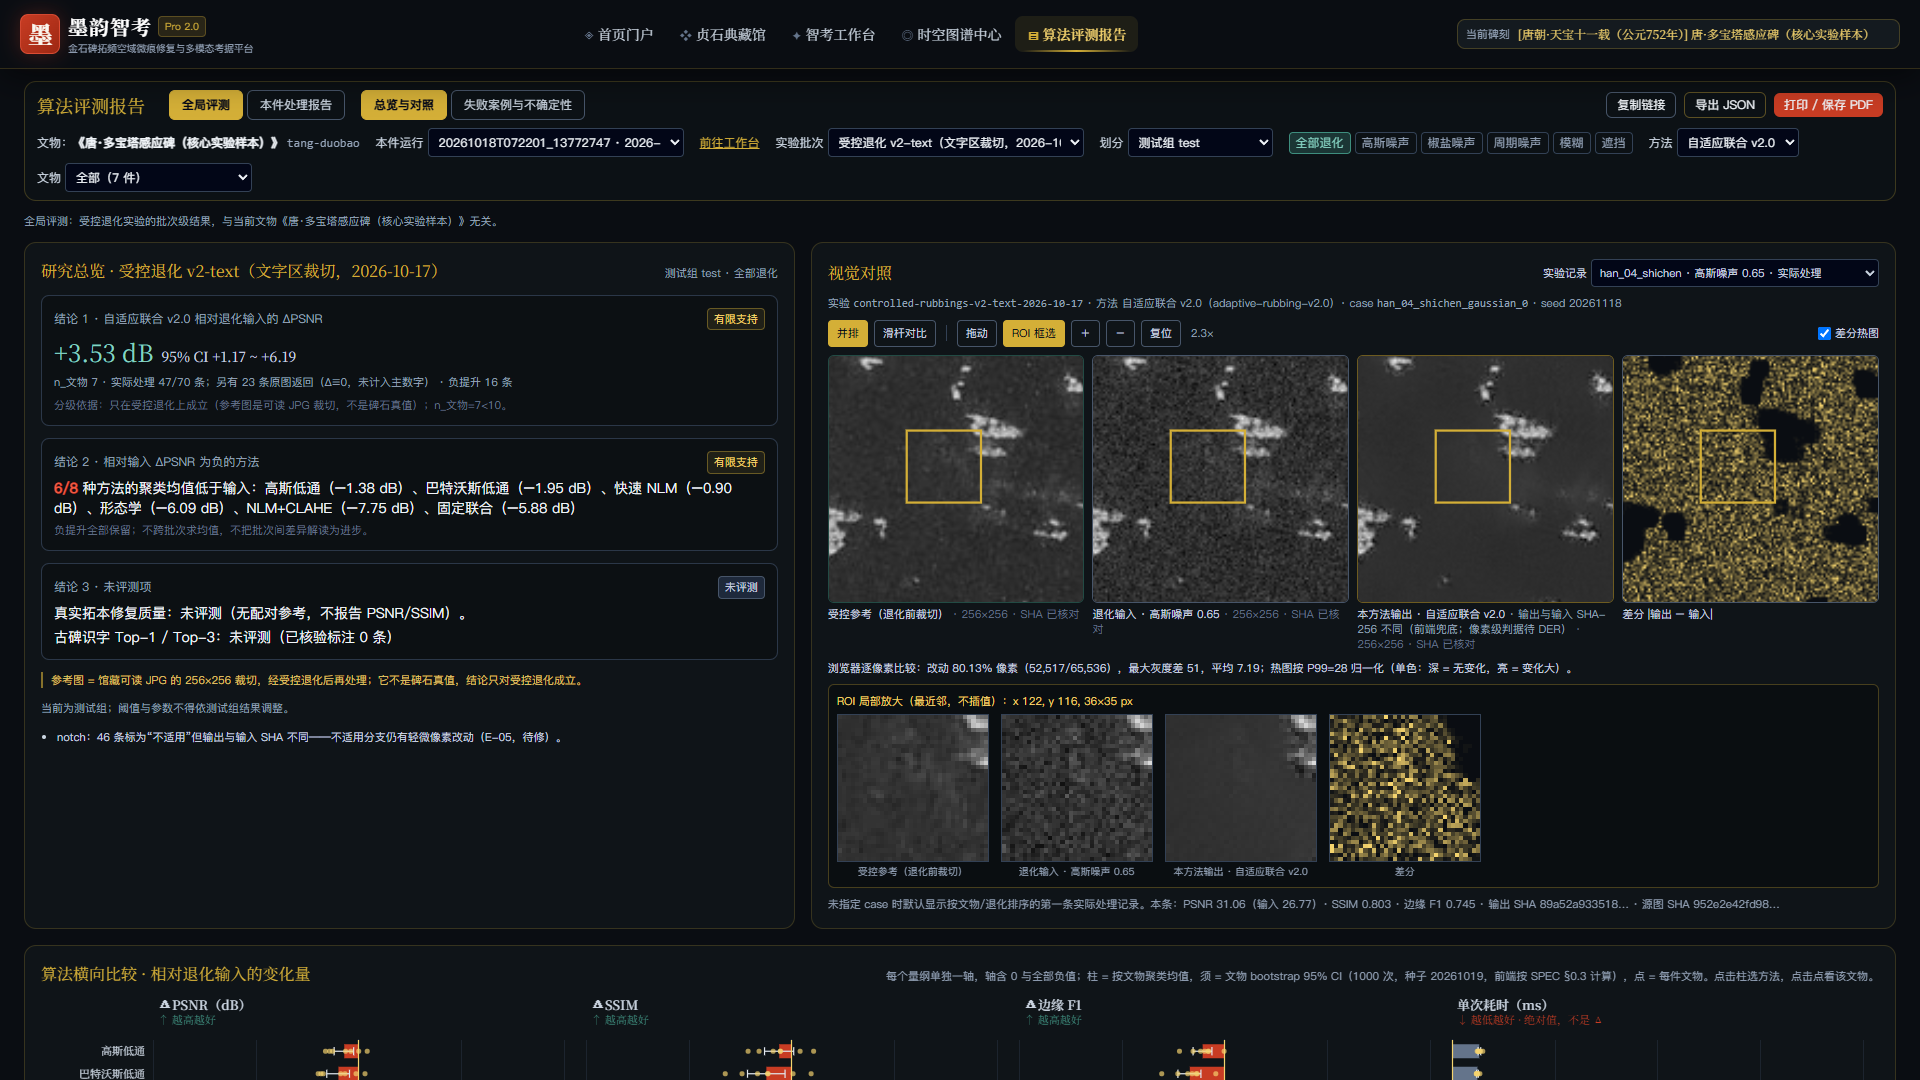 墨 墨韵智考 Pro 2.0
金石碑拓频空域微痕修复与多模态考据平台
首页门户 贞石典藏馆 智考工作台 时空图谱中心 算法评测报告
当前碑刻 [唐朝·天宝十一载（公元752年）] 唐·多宝塔感应碑（核心实验样本）
算法评测报告 全局评测 本件处理报告 总览与对照 失败案例与不确定性 复制链接 导出 JSON 打印 / 保存 PDF
文物： 《唐·多宝塔感应碑（核心实验样本）》 tang-duobao 本件运行 20261018T072201_13772747 · 2026- 前往工作台 实验批次 受控退化 v2-text（文字区裁切，2026-1( 划分 测试组 test 全部退化 高斯噪声 椒盐噪声 周期噪声 模糊 遮挡 方法 自适应联合 v2.0
文物 全部（7 件）
全局评测：受控退化实验的批次级结果，与当前文物《唐·多宝塔感应碑（核心实验样本）》无关。
研究总览 · 受控退化 v2-text（文字区裁切，2026-10-17） 测试组 test · 全部退化
结论 1 · 自适应联合 v2.0 相对退化输入的 ΔPSNR 有限支持
+3.53 dB 95% CI +1.17 ~ +6.19
n_文物 7 · 实际处理 47/70 条；另有 23 条原图返回（Δ≡0，未计入主数字） · 负提升 16 条
分级依据：只在受控退化上成立（参考图是可读 JPG 裁切，不是碑石真值）；n_文物=7<10。
结论 2 · 相对输入 ΔPSNR 为负的方法 有限支持
6/8 种方法的聚类均值低于输入：高斯低通（−1.38 dB）、巴特沃斯低通（−1.95 dB）、快速 NLM（−0.90
dB）、形态学（−6.09 dB）、NLM+CLAHE（−7.75 dB）、固定联合（−5.88 dB）
负提升全部保留；不跨批次求均值，不把批次间差异解读为进步。
结论 3 · 未评测项 未评测
真实拓本修复质量：未评测（无配对参考，不报告 PSNR/SSIM）。
古碑识字 Top-1 / Top-3：未评测（已核验标注 0 条）
参考图 = 馆藏可读 JPG 的 256×256 裁切，经受控退化后再处理；它不是碑石真值，结论只对受控退化成立。
当前为测试组；阈值与参数不得依测试组结果调整。
• notch：46 条标为“不适用”但输出与输入 SHA 不同——不适用分支仍有轻微像素改动（E-05，待修）。
视觉对照 实验记录 han_04_shichen · 高斯噪声 0.65 · 实际处理
实验 controlled-rubbings-v2-text-2026-10-17 · 方法 自适应联合 v2.0（adaptive-rubbing-v2.0） · case han_04_shichen_gaussian_0 · seed 20261118
并排 滑杆对比 拖动 ROI 框选 + − 复位 2.3× 差分热图
受控参考（退化前裁切） · 256×256 · SHA 已核对
退化输入 · 高斯噪声 0.65 · 256×256 · SHA 已核
对
本方法输出 · 自适应联合 v2.0 · 输出与输入 SHA-
256 不同（前端兜底；像素级判据待 DER） ·
256×256 · SHA 已核对
差分 |输出 − 输入|
浏览器逐像素比较：改动 80.13% 像素（52,517/65,536），最大灰度差 51，平均 7.19；热图按 P99=28 归一化（单色：深 = 无变化，亮 = 变化大）。
ROI 局部放大（最近邻，不插值）：x 122, y 116, 36×35 px
受控参考（退化前裁切） 退化输入 · 高斯噪声 0.65 本方法输出 · 自适应联合 v2.0 差分
未指定 case 时默认显示按文物/退化排序的第一条实际处理记录。本条：PSNR 31.06（输入 26.77） · SSIM 0.803 · 边缘 F1 0.745 · 输出 SHA 89a52a933518… · 源图 SHA 952e2e42fd98…
算法横向比较 · 相对退化输入的变化量 每个量纲单独一轴，轴含 0 与全部负值；柱 = 按文物聚类均值，须 = 文物 bootstrap 95% CI（1000 次，种子 20261019，前端按 SPEC §0.3 计算），点 = 每件文物。点击柱选方法，点击点看该文物。
ΔPSNR（dB） ΔSSIM Δ边缘 F1 单次耗时（ms）
↑ 越高越好 ↑ 越高越好 ↑ 越高越好 ↓ 越低越好 · 绝对值，不是 Δ
高斯低通
巴特沃斯低通